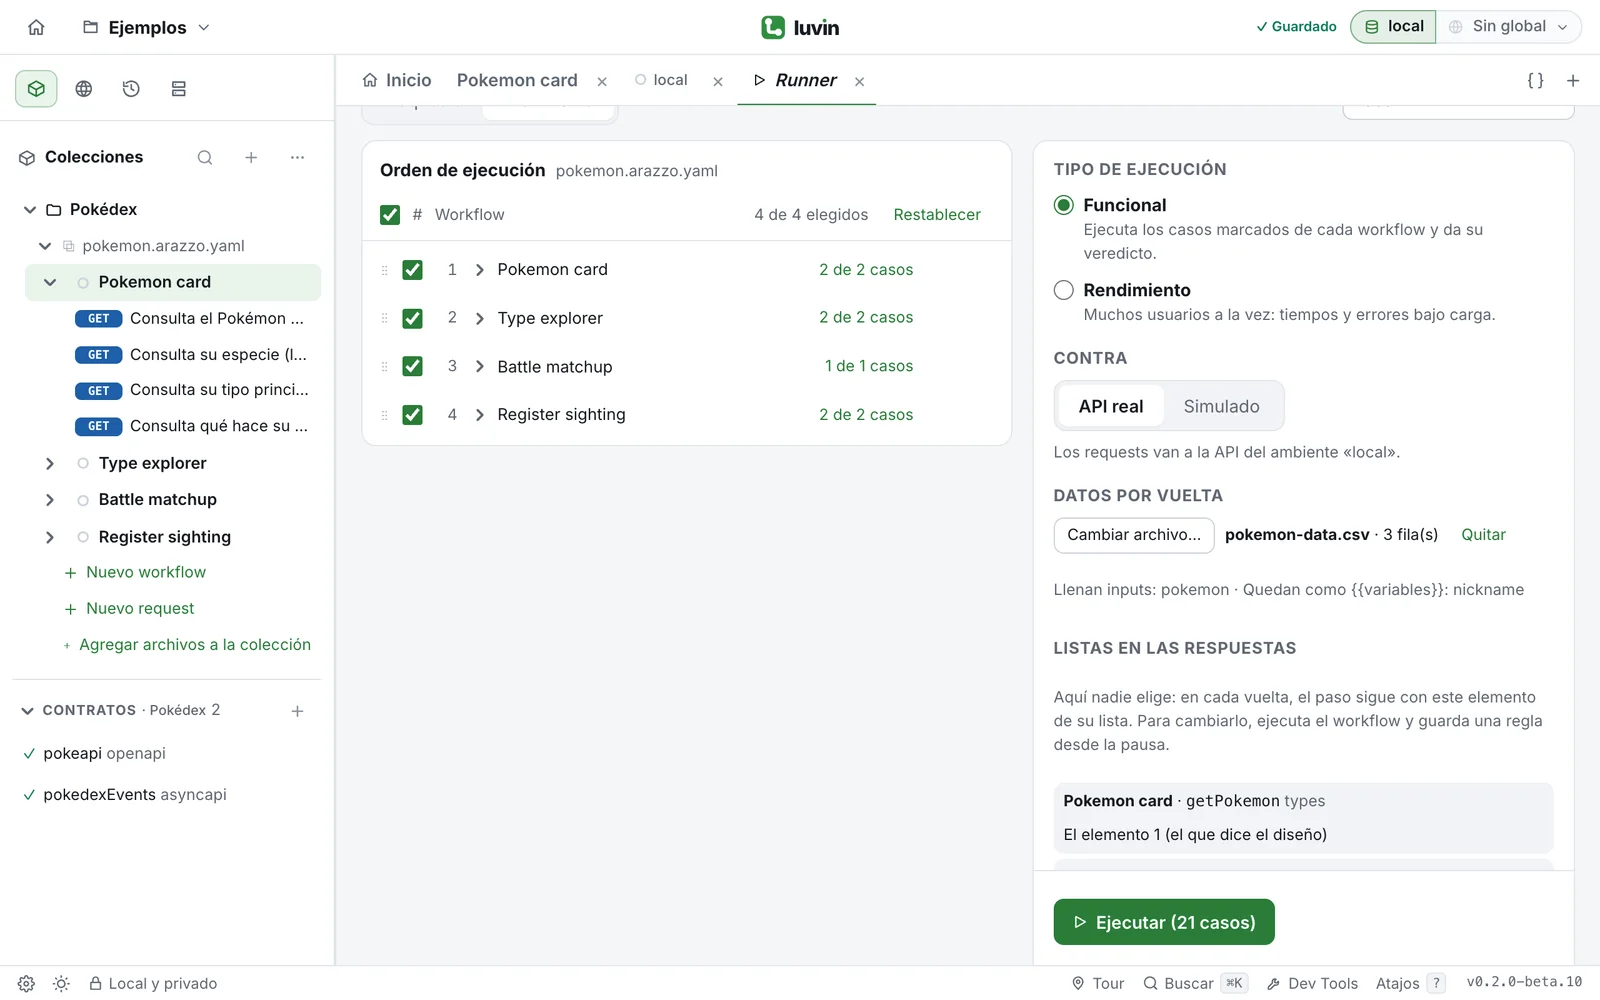 Ejemplos
luvin
Guardado
local
Sin global
Inicio
Pokemon card
local
Runner
{ }
Colecciones
Pokédex
pokemon.arazzo.yaml
Pokemon card
GET Consulta el Pokémon ...
GET Consulta su especie (l...
GET Consulta su tipo princi...
GET Consulta qué hace su ...
Type explorer
Battle matchup
Register sighting
+ Nuevo workflow
+ Nuevo request
+ Agregar archivos a la colección
CONTRATOS · Pokédex 2
pokeapi openapi
pokedexEvents asyncapi
Orden de ejecución pokemon.arazzo.yaml
# Workflow 4 de 4 elegidos Restablecer
1 Pokemon card 2 de 2 casos
2 Type explorer 2 de 2 casos
3 Battle matchup 1 de 1 casos
4 Register sighting 2 de 2 casos
TIPO DE EJECUCIÓN
Funcional
Ejecuta los casos marcados de cada workflow y da su
veredicto.
Rendimiento
Muchos usuarios a la vez: tiempos y errores bajo carga.
CONTRA
API real Simulado
Los requests van a la API del ambiente «local».
DATOS POR VUELTA
Cambiar archivo... pokemon-data.csv · 3 fila(s) Quitar
Llenan inputs: pokemon · Quedan como {{variables}}: nickname
LISTAS EN LAS RESPUESTAS
Aquí nadie elige: en cada vuelta, el paso sigue con este elemento
de su lista. Para cambiarlo, ejecuta el workflow y guarda una regla
desde la pausa.
Pokemon card · getPokemon types
El elemento 1 (el que dice el diseño)
Ejecutar (21 casos)
Local y privado
Tour
Buscar ⌘K
Dev Tools
Atajos ?
v0.2.0-beta.10